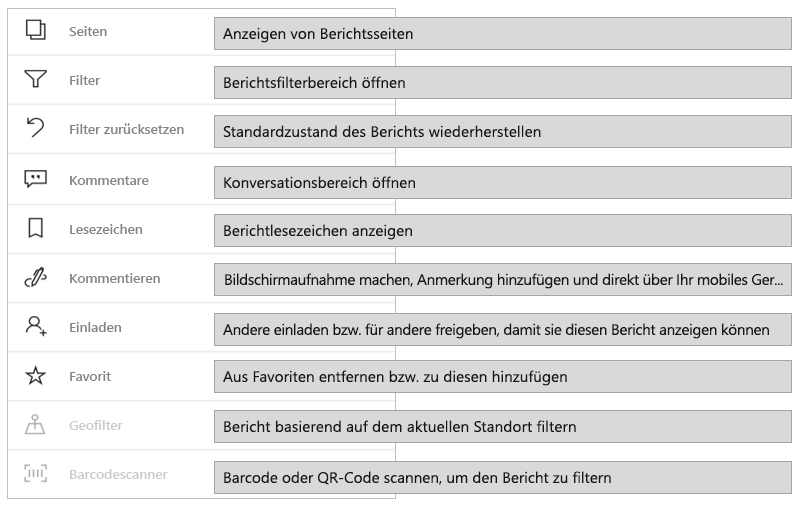 Seiten
Anzeigen von Berichtsseiten
Filter
Berichtsfilterbereich öffnen
Filter zurücksetzen
Standardzustand des Berichts wiederherstellen
Kommentare
Konversationsbereich öffnen
Lesezeichen
Berichtlesezeichen anzeigen
Kommentieren
Bildschirmaufnahme machen, Anmerkung hinzufügen und direkt über Ihr mobiles Ger...
Einladen
Andere einladen bzw. für andere freigeben, damit sie diesen Bericht anzeigen können
Favorit
Aus Favoriten entfernen bzw. zu diesen hinzufügen
Geofilter
Bericht basierend auf dem aktuellen Standort filtern
Barcodescanner
Barcode oder QR-Code scannen, um den Bericht zu filtern